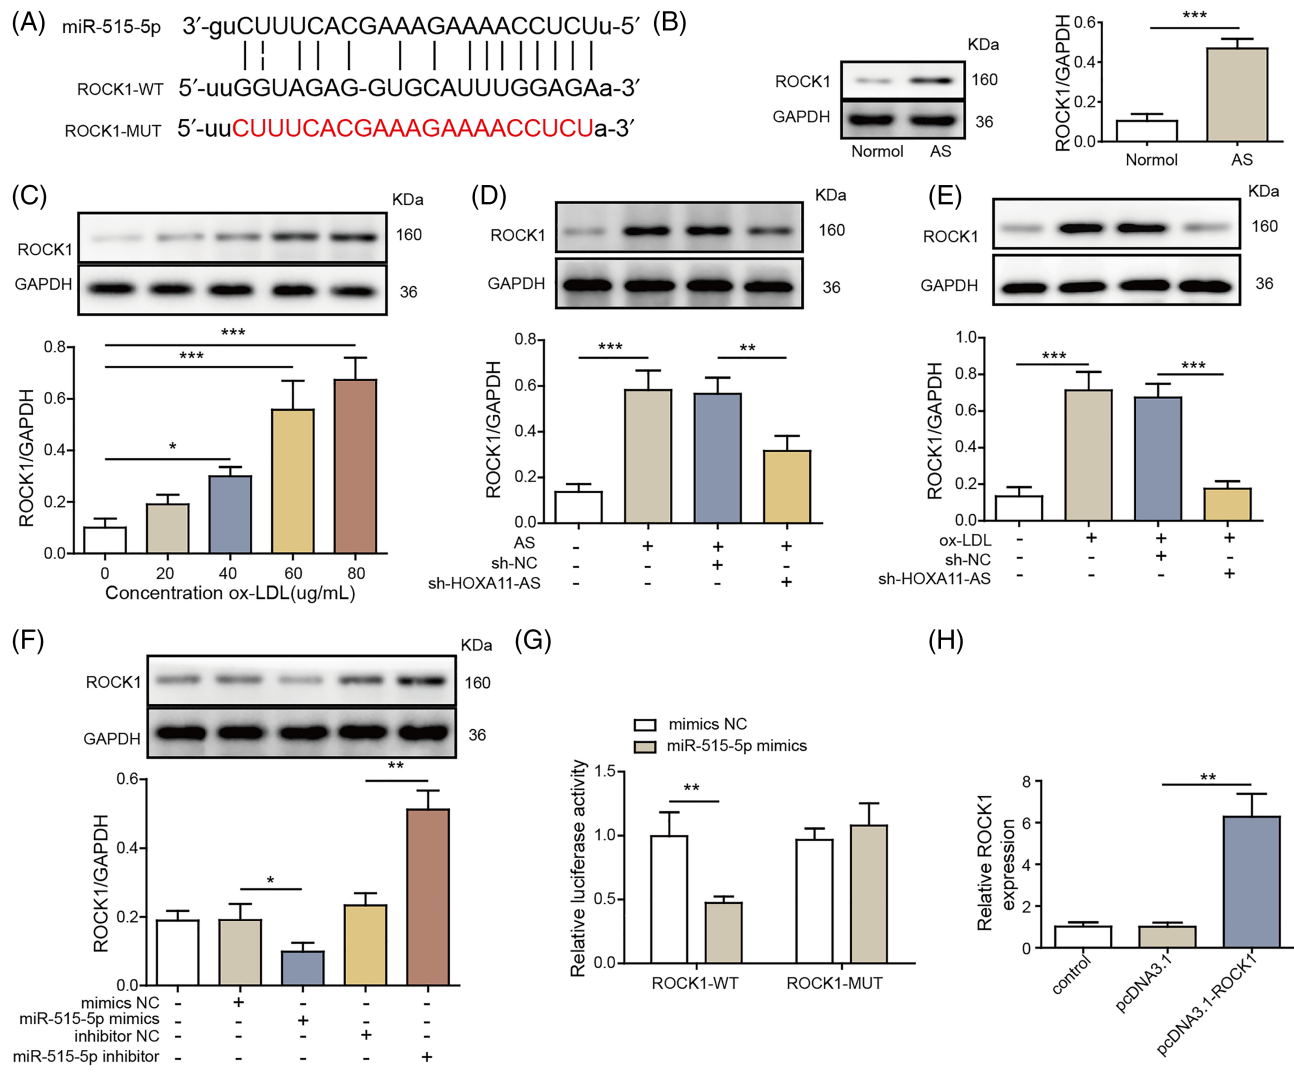 (A)
miR-515-5p 3′-guCUUUCACGAAAGAAAACCUCUu-5′
ROCK1-WT 5′-uuGGUAGAG-GUGCAUUUGGAGAa-3′
ROCK1-MUT 5′-uuCUUUCACGAAAGAAAACCUCUa-3′
(B)
KDa
ROCK1 160
GAPDH 36
Normol AS
ROCK1/GAPDH
0.6
0.4
0.2
0.0
***
Normol AS
(C)
KDa
ROCK1 160
GAPDH 36
ROCK1/GAPDH
0.8
0.6
0.4
0.2
0.0
***
***
*
0 20 40 60 80
Concentration ox-LDL(ug/mL)
(D)
KDa
ROCK1 160
GAPDH 36
ROCK1/GAPDH
0.8
0.6
0.4
0.2
0.0
*** **
AS - + + +
sh-NC - - + -
sh-HOXA11-AS - - - +
(E)
KDa
ROCK1 160
GAPDH 36
ROCK1/GAPDH
1.0
0.8
0.6
0.4
0.2
0.0
*** ***
ox-LDL - + + +
sh-NC - - + -
sh-HOXA11-AS - - - +
(F)
KDa
ROCK1 160
GAPDH 36
ROCK1/GAPDH
0.6
0.4
0.2
0.0
* **
mimics NC - + - - -
miR-515-5p mimics - - + - -
inhibitor NC - - - + -
miR-515-5p inhibitor - - - - +
(G)
mimics NC
miR-515-5p mimics
Relative luciferase activity
1.5
1.0
0.5
0.0
**
ROCK1-WT ROCK1-MUT
(H)
Relative ROCK1
expression
8
6
4
2
0
**
control pcDNA3.1 pcDNA3.1-ROCK1